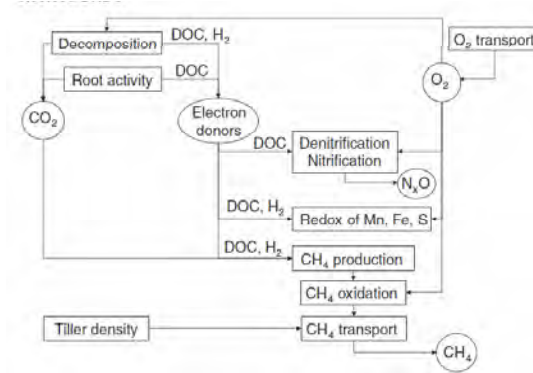 Decomposition
DOC, H₂
O₂ transport
Root activity
DOC
O₂
CO₂
Electron
donors
DOC
Denitrification
Nitrification
NₓO
DOC, H₂
Redox of Mn, Fe, S
DOC, H₂
CH₄ production
CH₄ oxidation
Tiller density
CH₄ transport
CH₄